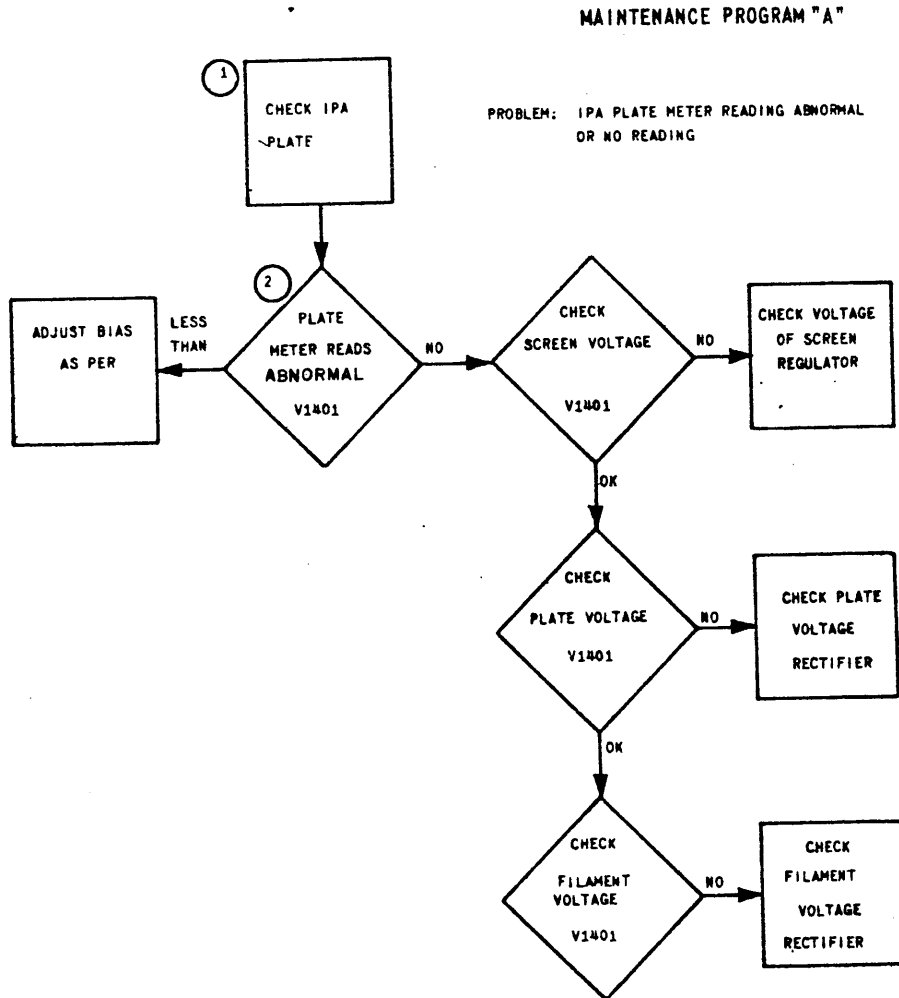 MAINTENANCE PROGRAM "A"
PROBLEM: IPA PLATE METER READING ABNORMAL
OR NO READING
1
CHECK IPA
PLATE
2
PLATE
METER READS
ABNORMAL
V1401
LESS
THAN
ADJUST BIAS
AS PER
NO
CHECK
SCREEN VOLTAGE
V1401
NO
CHECK VOLTAGE
OF SCREEN
REGULATOR
OK
CHECK
PLATE VOLTAGE
V1401
NO
CHECK PLATE
VOLTAGE
RECTIFIER
OK
CHECK
FILAMENT
VOLTAGE
V1401
NO
CHECK
FILAMENT
VOLTAGE
RECTIFIER